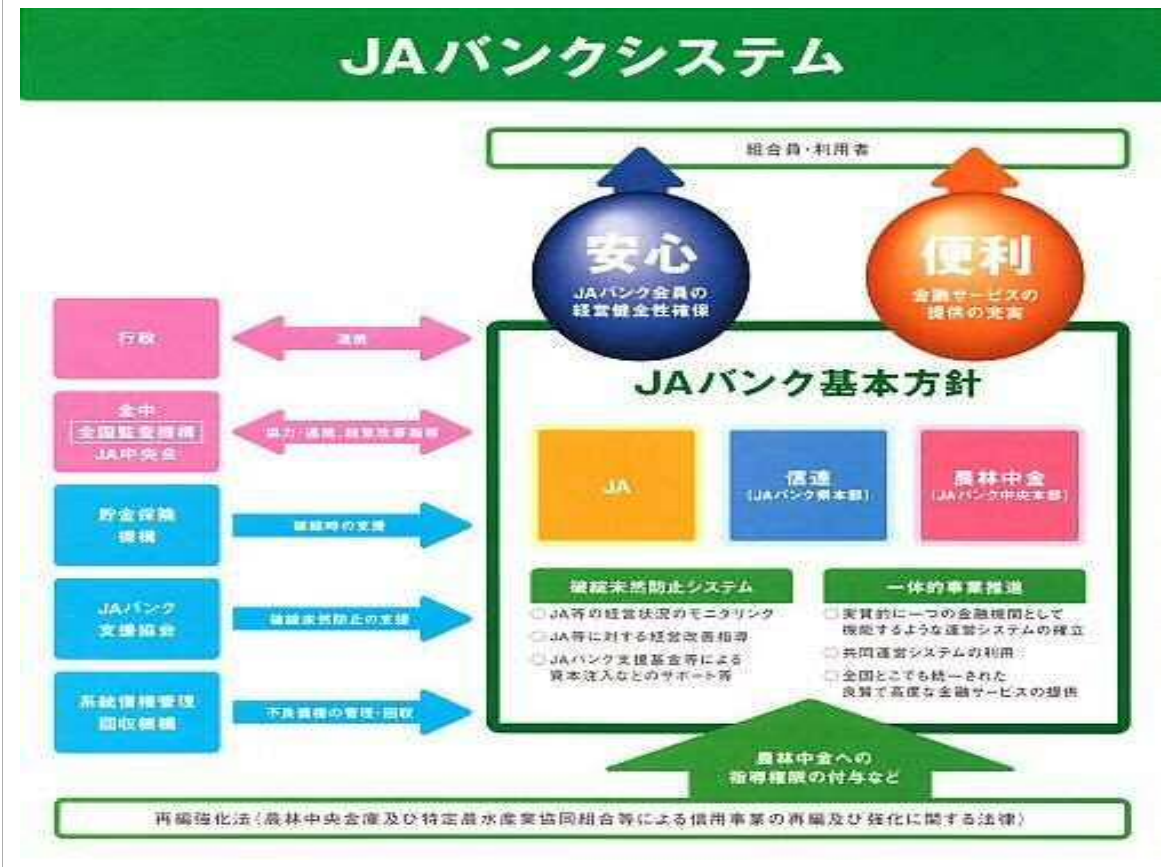 JAバンクシステム
組合員・利用者
安心
JAバンク会員の
経営健全性確保
便利
金融サービスの
提供の充実
行政
連携
全中
全国監査機構
JA中央会
協力・連携、経営改善指導
貯金保険
機構
破綻時の支援
JAバンク
支援協会
破綻未然防止の支援
系統債権管理
回収機構
不良債権の管理・回収
JAバンク基本方針
JA
信連
(JAバンク県本部)
農林中金
(JAバンク中央本部)
破綻未然防止システム
○JA等の経営状況のモニタリング
○JA等に対する経営改善指導
○JAバンク支援基金等による
資本注入などのサポート等
一体的事業推進
○実質的に一つの金融機関として
機能するような運営システムの確立
○共同運営システムの利用
○全国どこでも統一された
良質で高度な金融サービスの提供
農林中金への
指導権限の付与など
再編強化法(農林中央金庫及び特定農水産業協同組合等による信用事業の再編及び強化に関する法律)